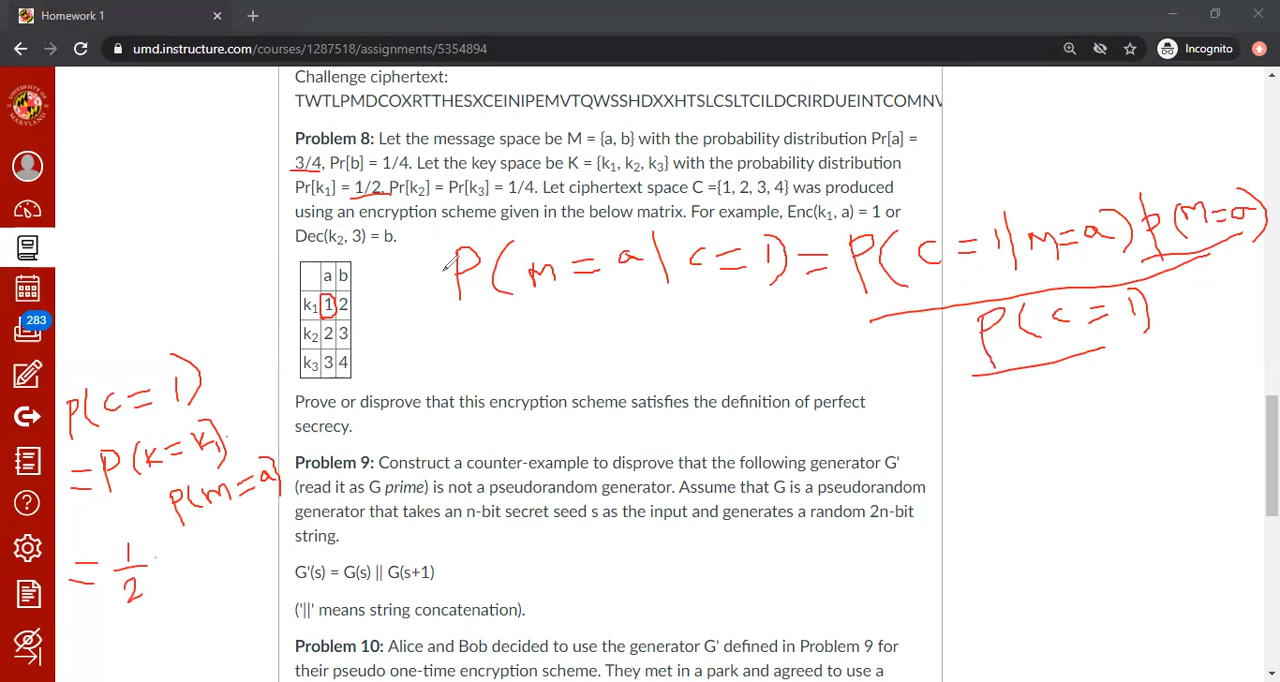 Homework 1
umd.instructure.com/courses/1287518/assignments/5354894
Incognito
Challenge ciphertext:
TWTLPMDCOXRTTHESXCEINIPEMVTQWSSHDXXHTSLCSLTCILDCRIRDUEINTCOMNV
Problem 8: Let the message space be M = {a, b} with the probability distribution Pr[a] =
3/4, Pr[b] = 1/4. Let the key space be K = {k₁, k₂, k₃} with the probability distribution
Pr[k₁] = 1/2, Pr[k₂] = Pr[k₃] = 1/4. Let ciphertext space C ={1, 2, 3, 4} was produced
using an encryption scheme given in the below matrix. For example, Enc(k₁, a) = 1 or
Dec(k₂, 3) = b.
P(M=a|C=1) = P(C=1|M=a) P(M=a)
P(C=1)
a b
k₁ 1 2
k₂ 2 3
k₃ 3 4
283
P(C=1)
= P(K=k₁)
P(M=a)
= 1
2
Prove or disprove that this encryption scheme satisfies the definition of perfect
secrecy.
Problem 9: Construct a counter-example to disprove that the following generator G'
(read it as G prime) is not a pseudorandom generator. Assume that G is a pseudorandom
generator that takes an n-bit secret seed s as the input and generates a random 2n-bit
string.
G'(s) = G(s) || G(s+1)
('||' means string concatenation).
Problem 10: Alice and Bob decided to use the generator G' defined in Problem 9 for
their pseudo one-time encryption scheme. They met in a park and agreed to use a